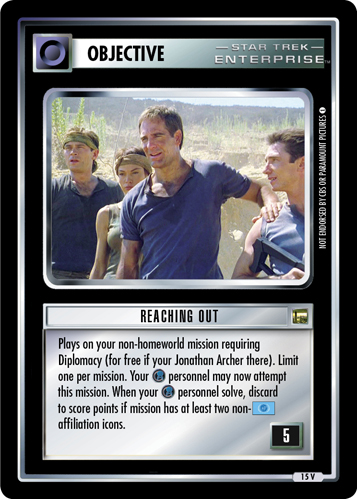 OBJECTIVE
STAR TREK
ENTERPRISE™
NOT ENDORSED BY CBS OR PARAMOUNT PICTURES
REACHING OUT
Plays on your non-homeworld mission requiring
Diplomacy (for free if your Jonathan Archer there). Limit
one per mission. Your personnel may now attempt
this mission. When your personnel solve, discard
to score points if mission has at least two non-
affiliation icons.
5
15 V